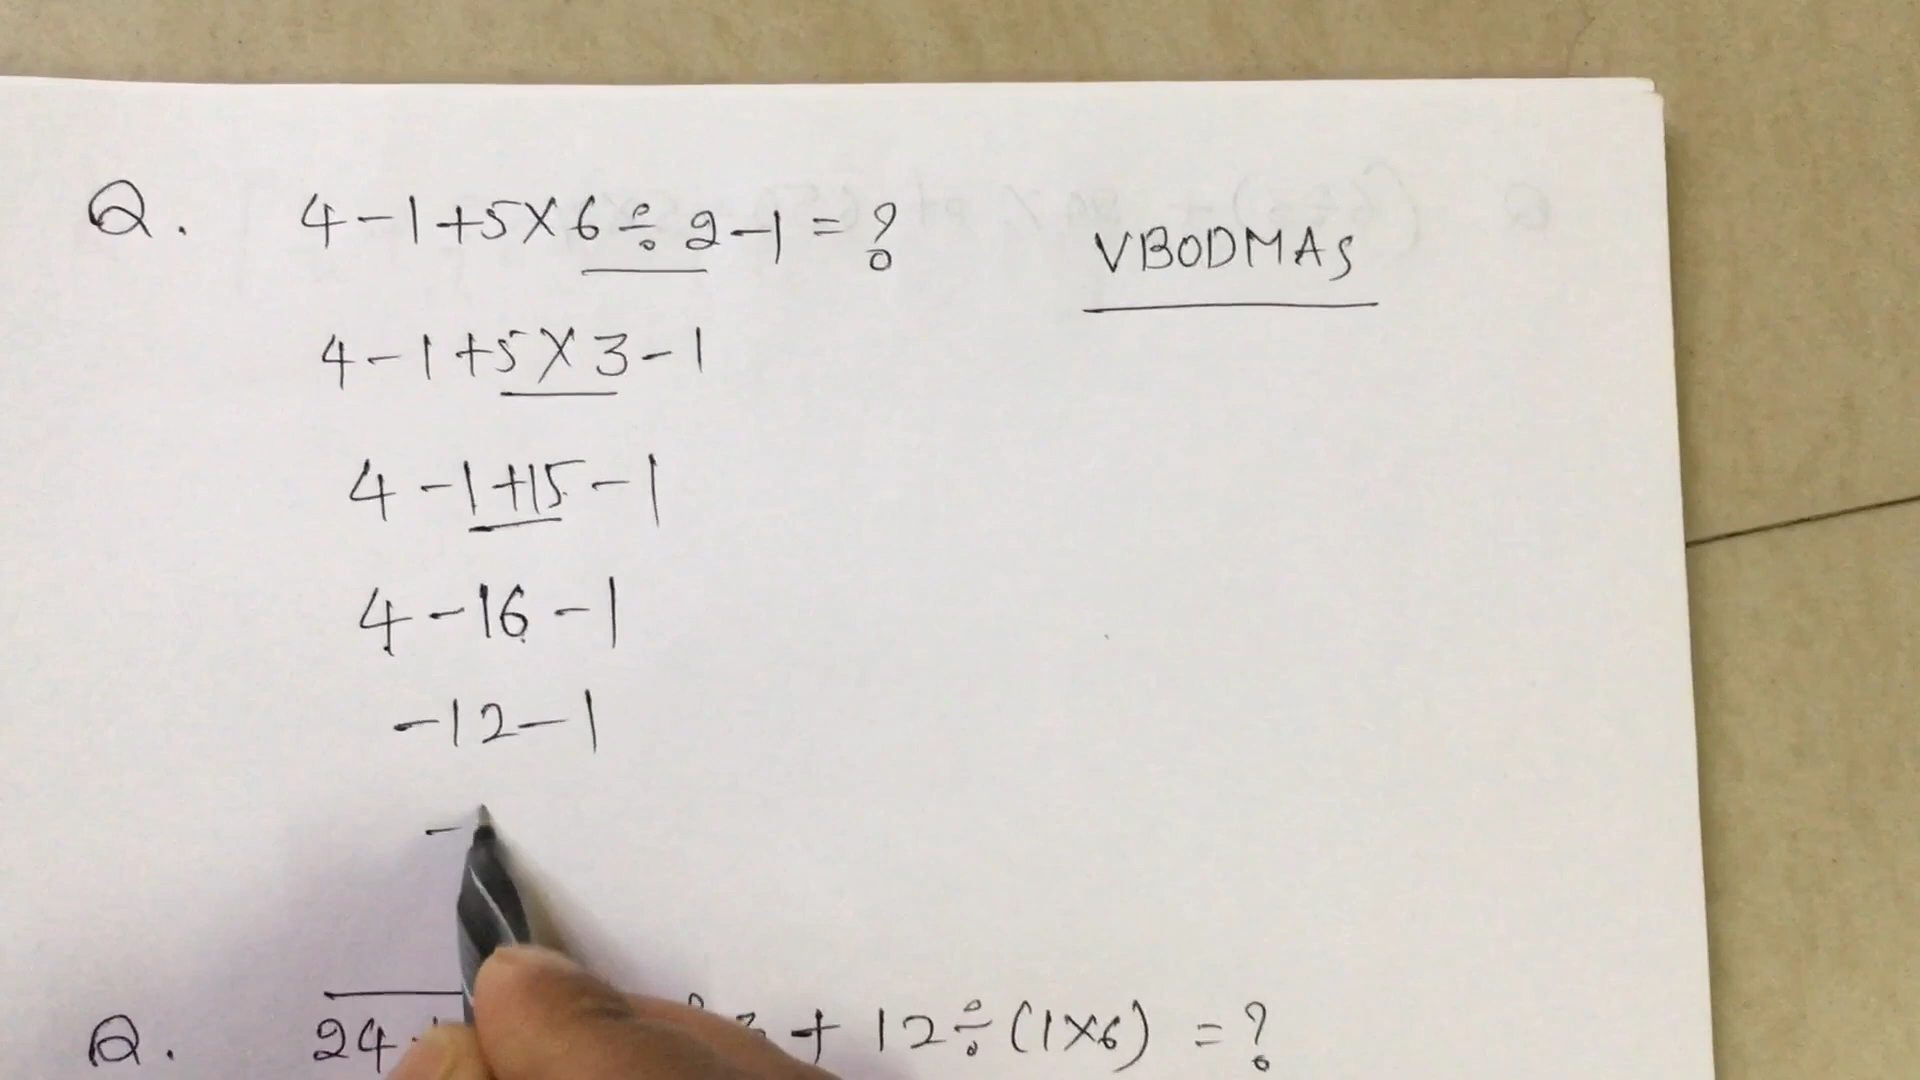 Q. 4-1+5×6÷2-1=?
VBODMAS
4-1+5×3-1
4-1+15-1
4-16-1
-12-1
-
Q. 24 + 12÷(1×6) = ?